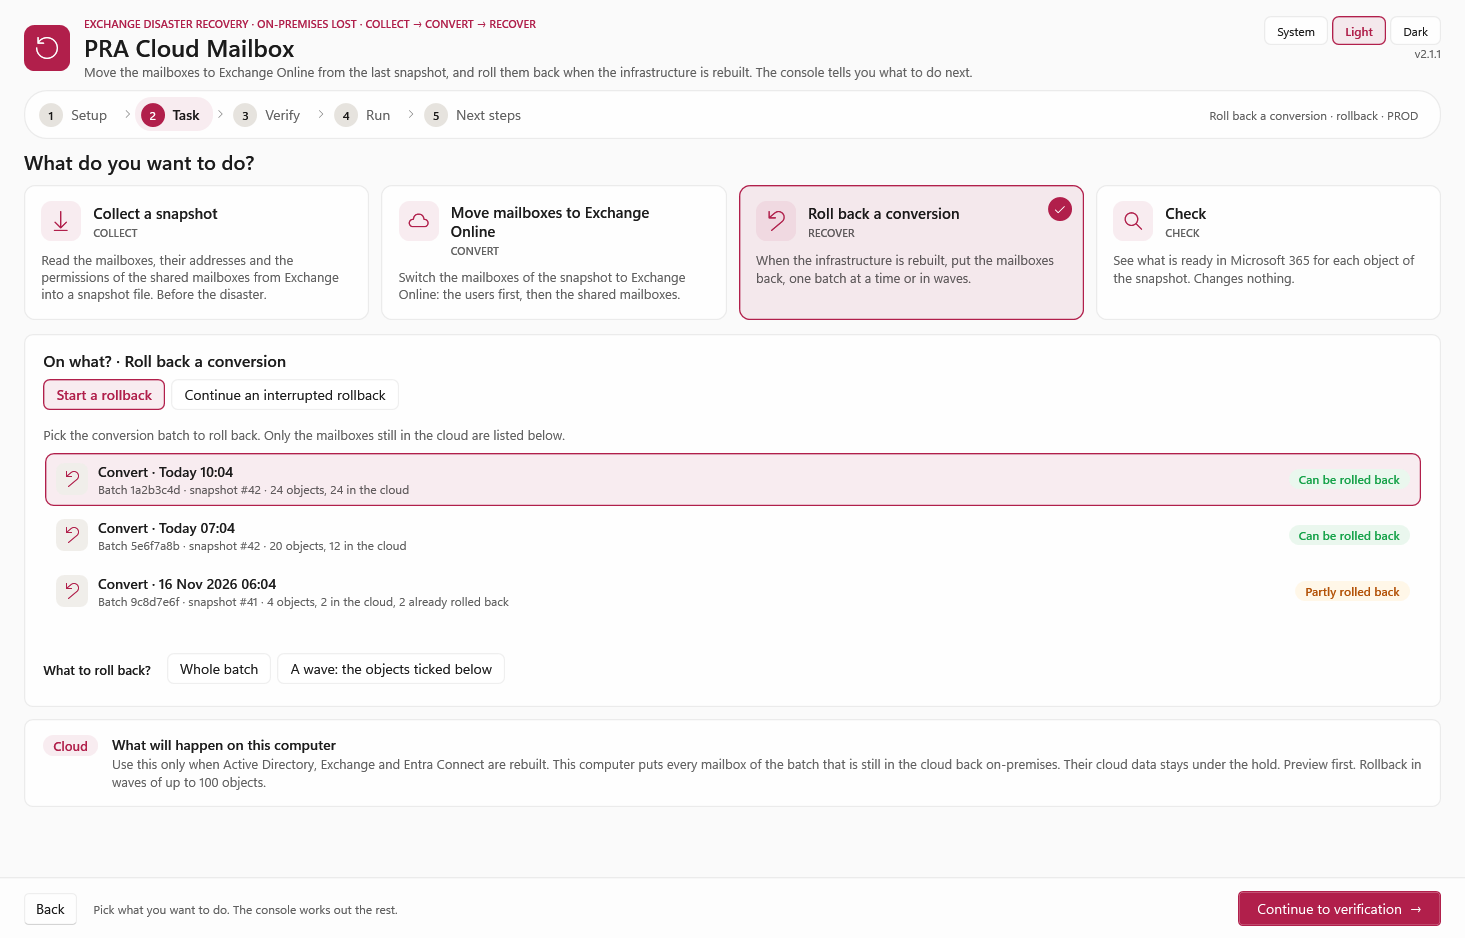 EXCHANGE DISASTER RECOVERY · ON-PREMISES LOST · COLLECT → CONVERT → RECOVER
PRA Cloud Mailbox
Move the mailboxes to Exchange Online from the last snapshot, and roll them back when the infrastructure is rebuilt. The console tells you what to do next.
System
Light
Dark
v2.1.1
1 Setup
2 Task
3 Verify
4 Run
5 Next steps
Roll back a conversion · rollback · PROD
What do you want to do?
Collect a snapshot
COLLECT
Read the mailboxes, their addresses and the
permissions of the shared mailboxes from Exchange
into a snapshot file. Before the disaster.
Move mailboxes to Exchange
Online
CONVERT
Switch the mailboxes of the snapshot to Exchange
Online: the users first, then the shared mailboxes.
Roll back a conversion
RECOVER
When the infrastructure is rebuilt, put the mailboxes
back, one batch at a time or in waves.
Check
CHECK
See what is ready in Microsoft 365 for each object of
the snapshot. Changes nothing.
On what? · Roll back a conversion
Start a rollback
Continue an interrupted rollback
Pick the conversion batch to roll back. Only the mailboxes still in the cloud are listed below.
Convert · Today 10:04
Batch 1a2b3c4d · snapshot #42 · 24 objects, 24 in the cloud
Can be rolled back
Convert · Today 07:04
Batch 5e6f7a8b · snapshot #42 · 20 objects, 12 in the cloud
Can be rolled back
Convert · 16 Nov 2026 06:04
Batch 9c8d7e6f · snapshot #41 · 4 objects, 2 in the cloud, 2 already rolled back
Partly rolled back
What to roll back?
Whole batch
A wave: the objects ticked below
Cloud
What will happen on this computer
Use this only when Active Directory, Exchange and Entra Connect are rebuilt. This computer puts every mailbox of the batch that is still in the cloud back on-premises. Their cloud data stays under the hold. Preview first. Rollback in
waves of up to 100 objects.
Back
Pick what you want to do. The console works out the rest.
Continue to verification →